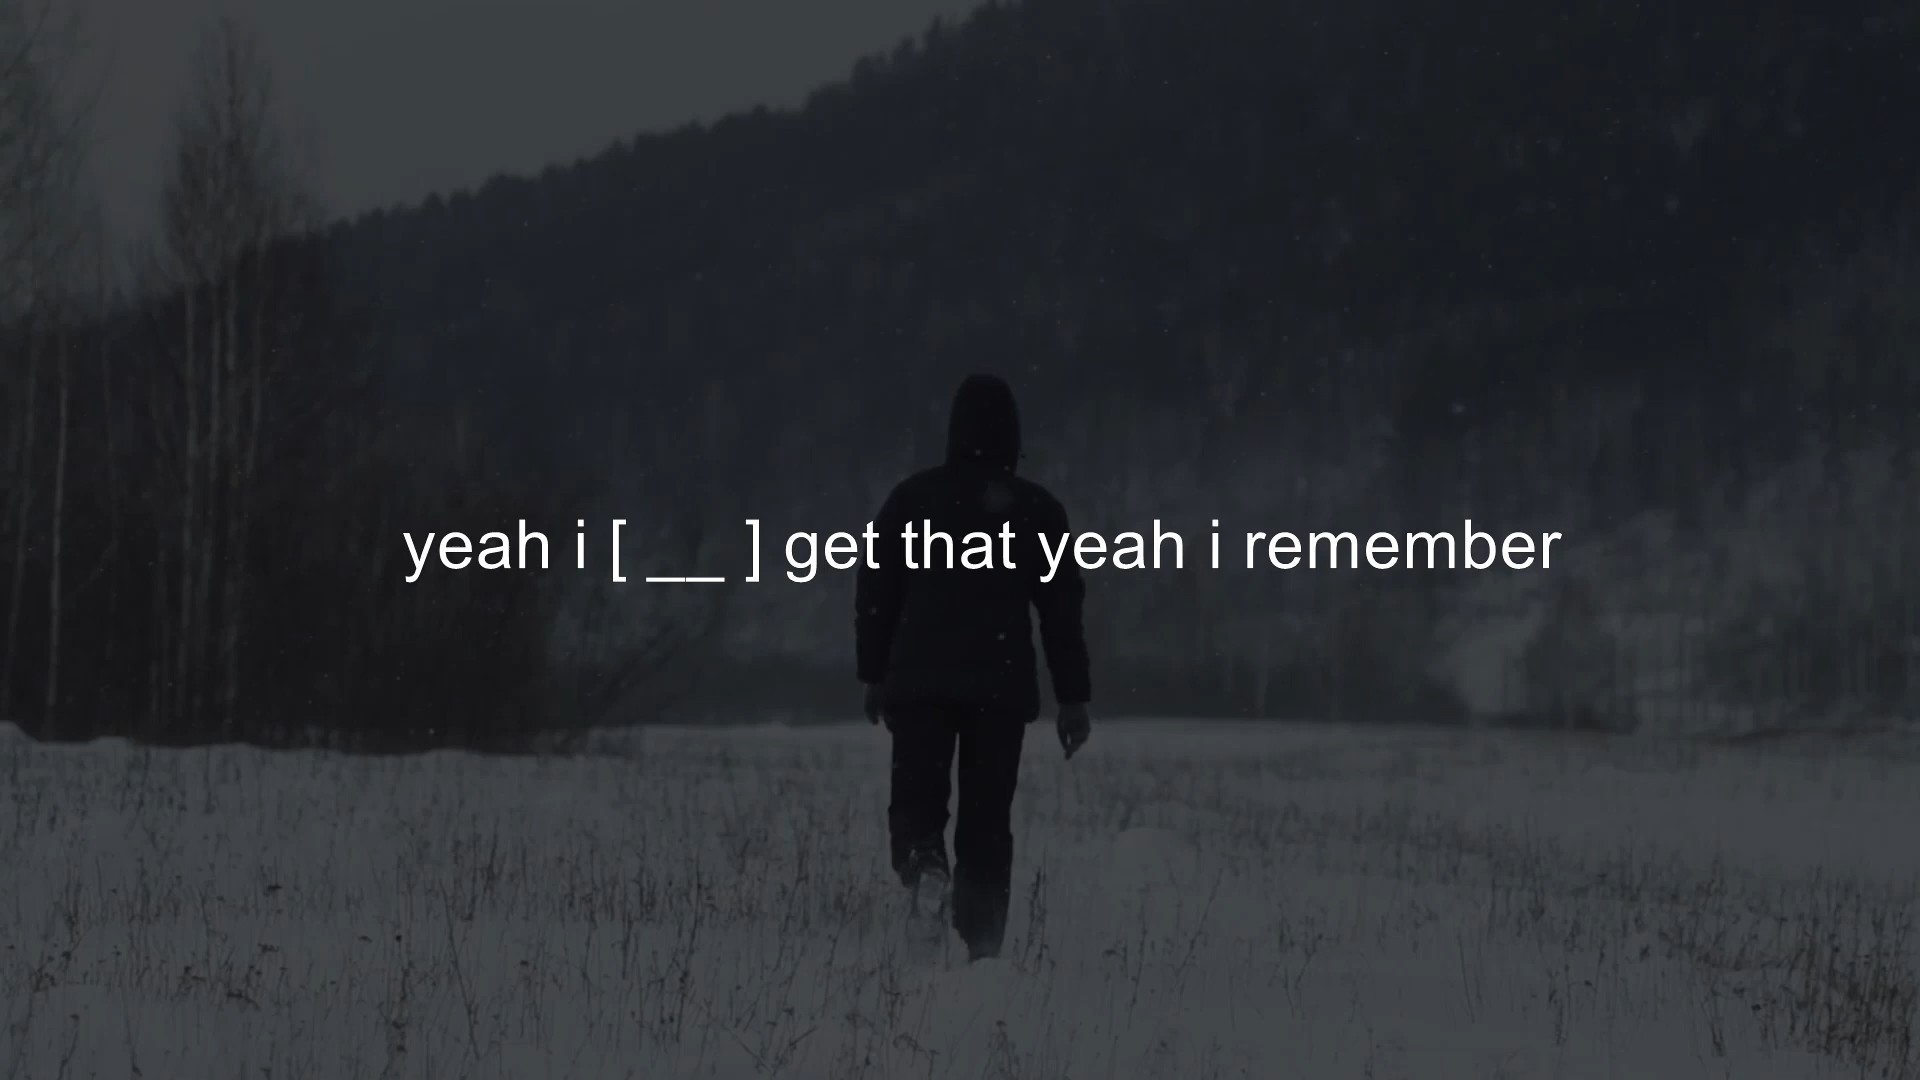 yeah i [ __ ] get that yeah i remember